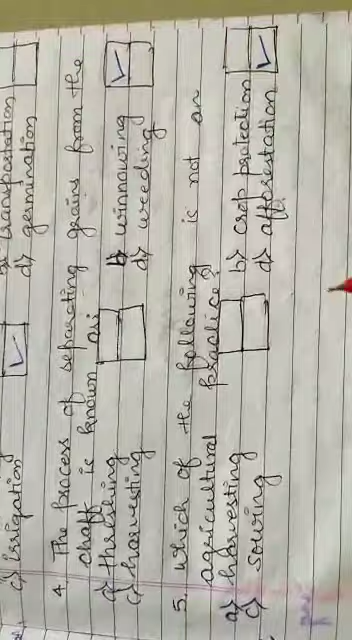 b) transportation
c) irrigation d) germination
4. The process of separating grains from the
chaff is known as:
a) threshing b) winnowing
c) harvesting d) weeding
5. which of the following is not an
agricultural practice?
a) harvesting b) crop protection
c) sowing d) afforestation